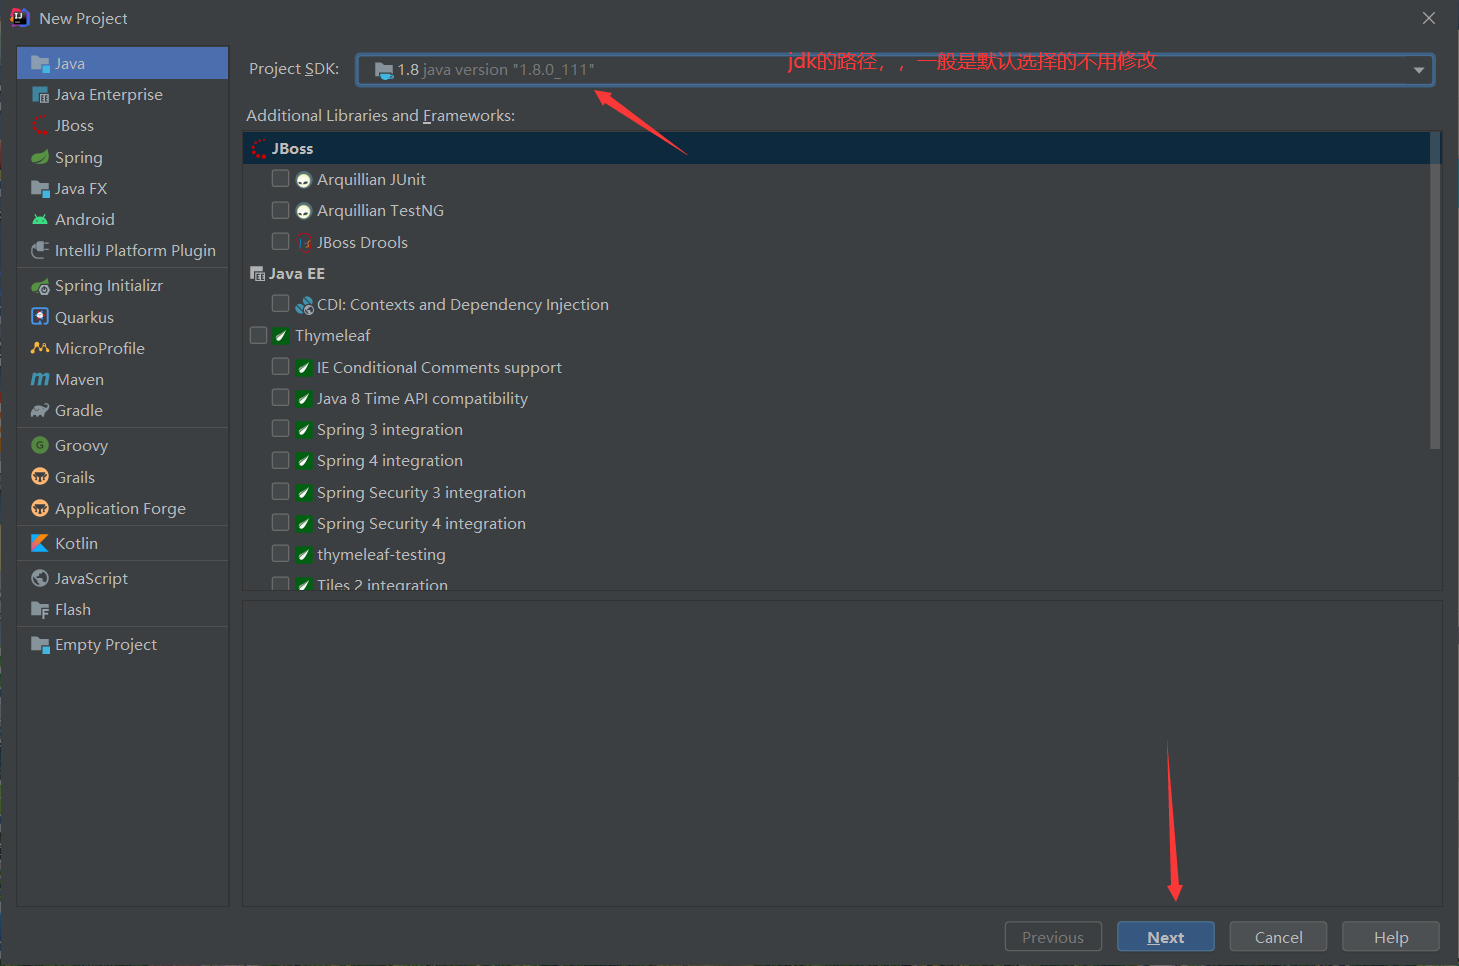 New Project
Java
Java Enterprise
JBoss
Spring
Java FX
Android
IntelliJ Platform Plugin
Spring Initializr
Quarkus
MicroProfile
Maven
Gradle
Groovy
Grails
Application Forge
Kotlin
JavaScript
Flash
Empty Project
Project SDK: 1.8 java version "1.8.0_111"
jdk的路径，，一般是默认选择的不用修改
Additional Libraries and Frameworks:
JBoss
Arquillian JUnit
Arquillian TestNG
JBoss Drools
Java EE
CDI: Contexts and Dependency Injection
Thymeleaf
IE Conditional Comments support
Java 8 Time API compatibility
Spring 3 integration
Spring 4 integration
Spring Security 3 integration
Spring Security 4 integration
thymeleaf-testing
Tiles 2 integration
Previous
Next
Cancel
Help